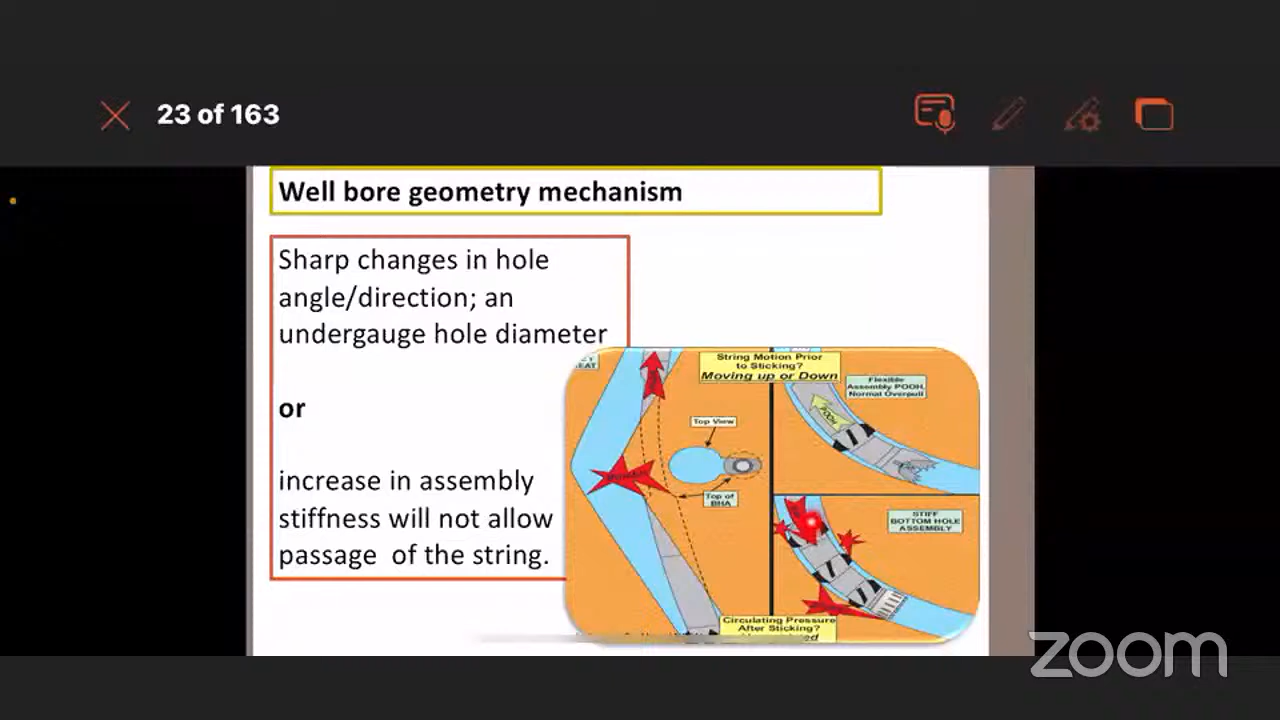 23 of 163
Well bore geometry mechanism
Sharp changes in hole
angle/direction; an
undergauge hole diameter
or
increase in assembly
stiffness will not allow
passage of the string.
String Motion Prior
to Sticking?
Moving up or Down
Top View
Top of
BHA
Circulating Pressure
After Sticking?
Flexible
Assembly POOH,
Normal Overpull
POOH
STIFF
BOTTOM HOLE
ASSEMBLY
zoom